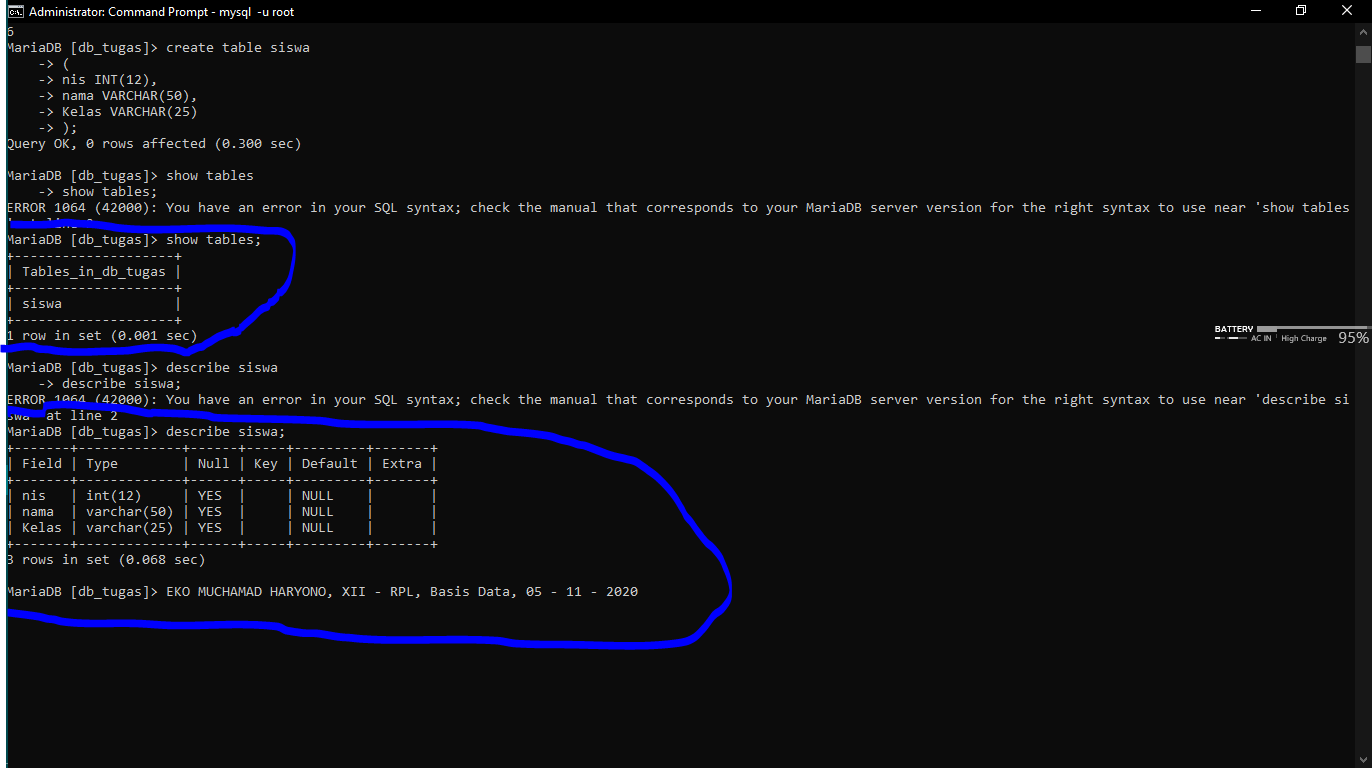 Administrator: Command Prompt - mysql -u root
6
MariaDB [db_tugas]> create table siswa
    -> (
    -> nis INT(12),
    -> nama VARCHAR(50),
    -> Kelas VARCHAR(25)
    -> );
Query OK, 0 rows affected (0.300 sec)
MariaDB [db_tugas]> show tables
    -> show tables;
ERROR 1064 (42000): You have an error in your SQL syntax; check the manual that corresponds to your MariaDB server version for the right syntax to use near 'show tables
MariaDB [db_tugas]> show tables;
+--------------------+
| Tables_in_db_tugas |
+--------------------+
| siswa              |
+--------------------+
1 row in set (0.001 sec)
BATTERY
AC IN High Charge 95%
MariaDB [db_tugas]> describe siswa
    -> describe siswa;
ERROR 1064 (42000): You have an error in your SQL syntax; check the manual that corresponds to your MariaDB server version for the right syntax to use near 'describe si
swa' at line 2
MariaDB [db_tugas]> describe siswa;
+-------+-------------+------+-----+---------+-------+
| Field | Type        | Null | Key | Default | Extra |
+-------+-------------+------+-----+---------+-------+
| nis   | int(12)     | YES  |     | NULL    |       |
| nama  | varchar(50) | YES  |     | NULL    |       |
| Kelas | varchar(25) | YES  |     | NULL    |       |
+-------+-------------+------+-----+---------+-------+
3 rows in set (0.068 sec)
MariaDB [db_tugas]> EKO MUCHAMAD HARYONO, XII - RPL, Basis Data, 05 - 11 - 2020